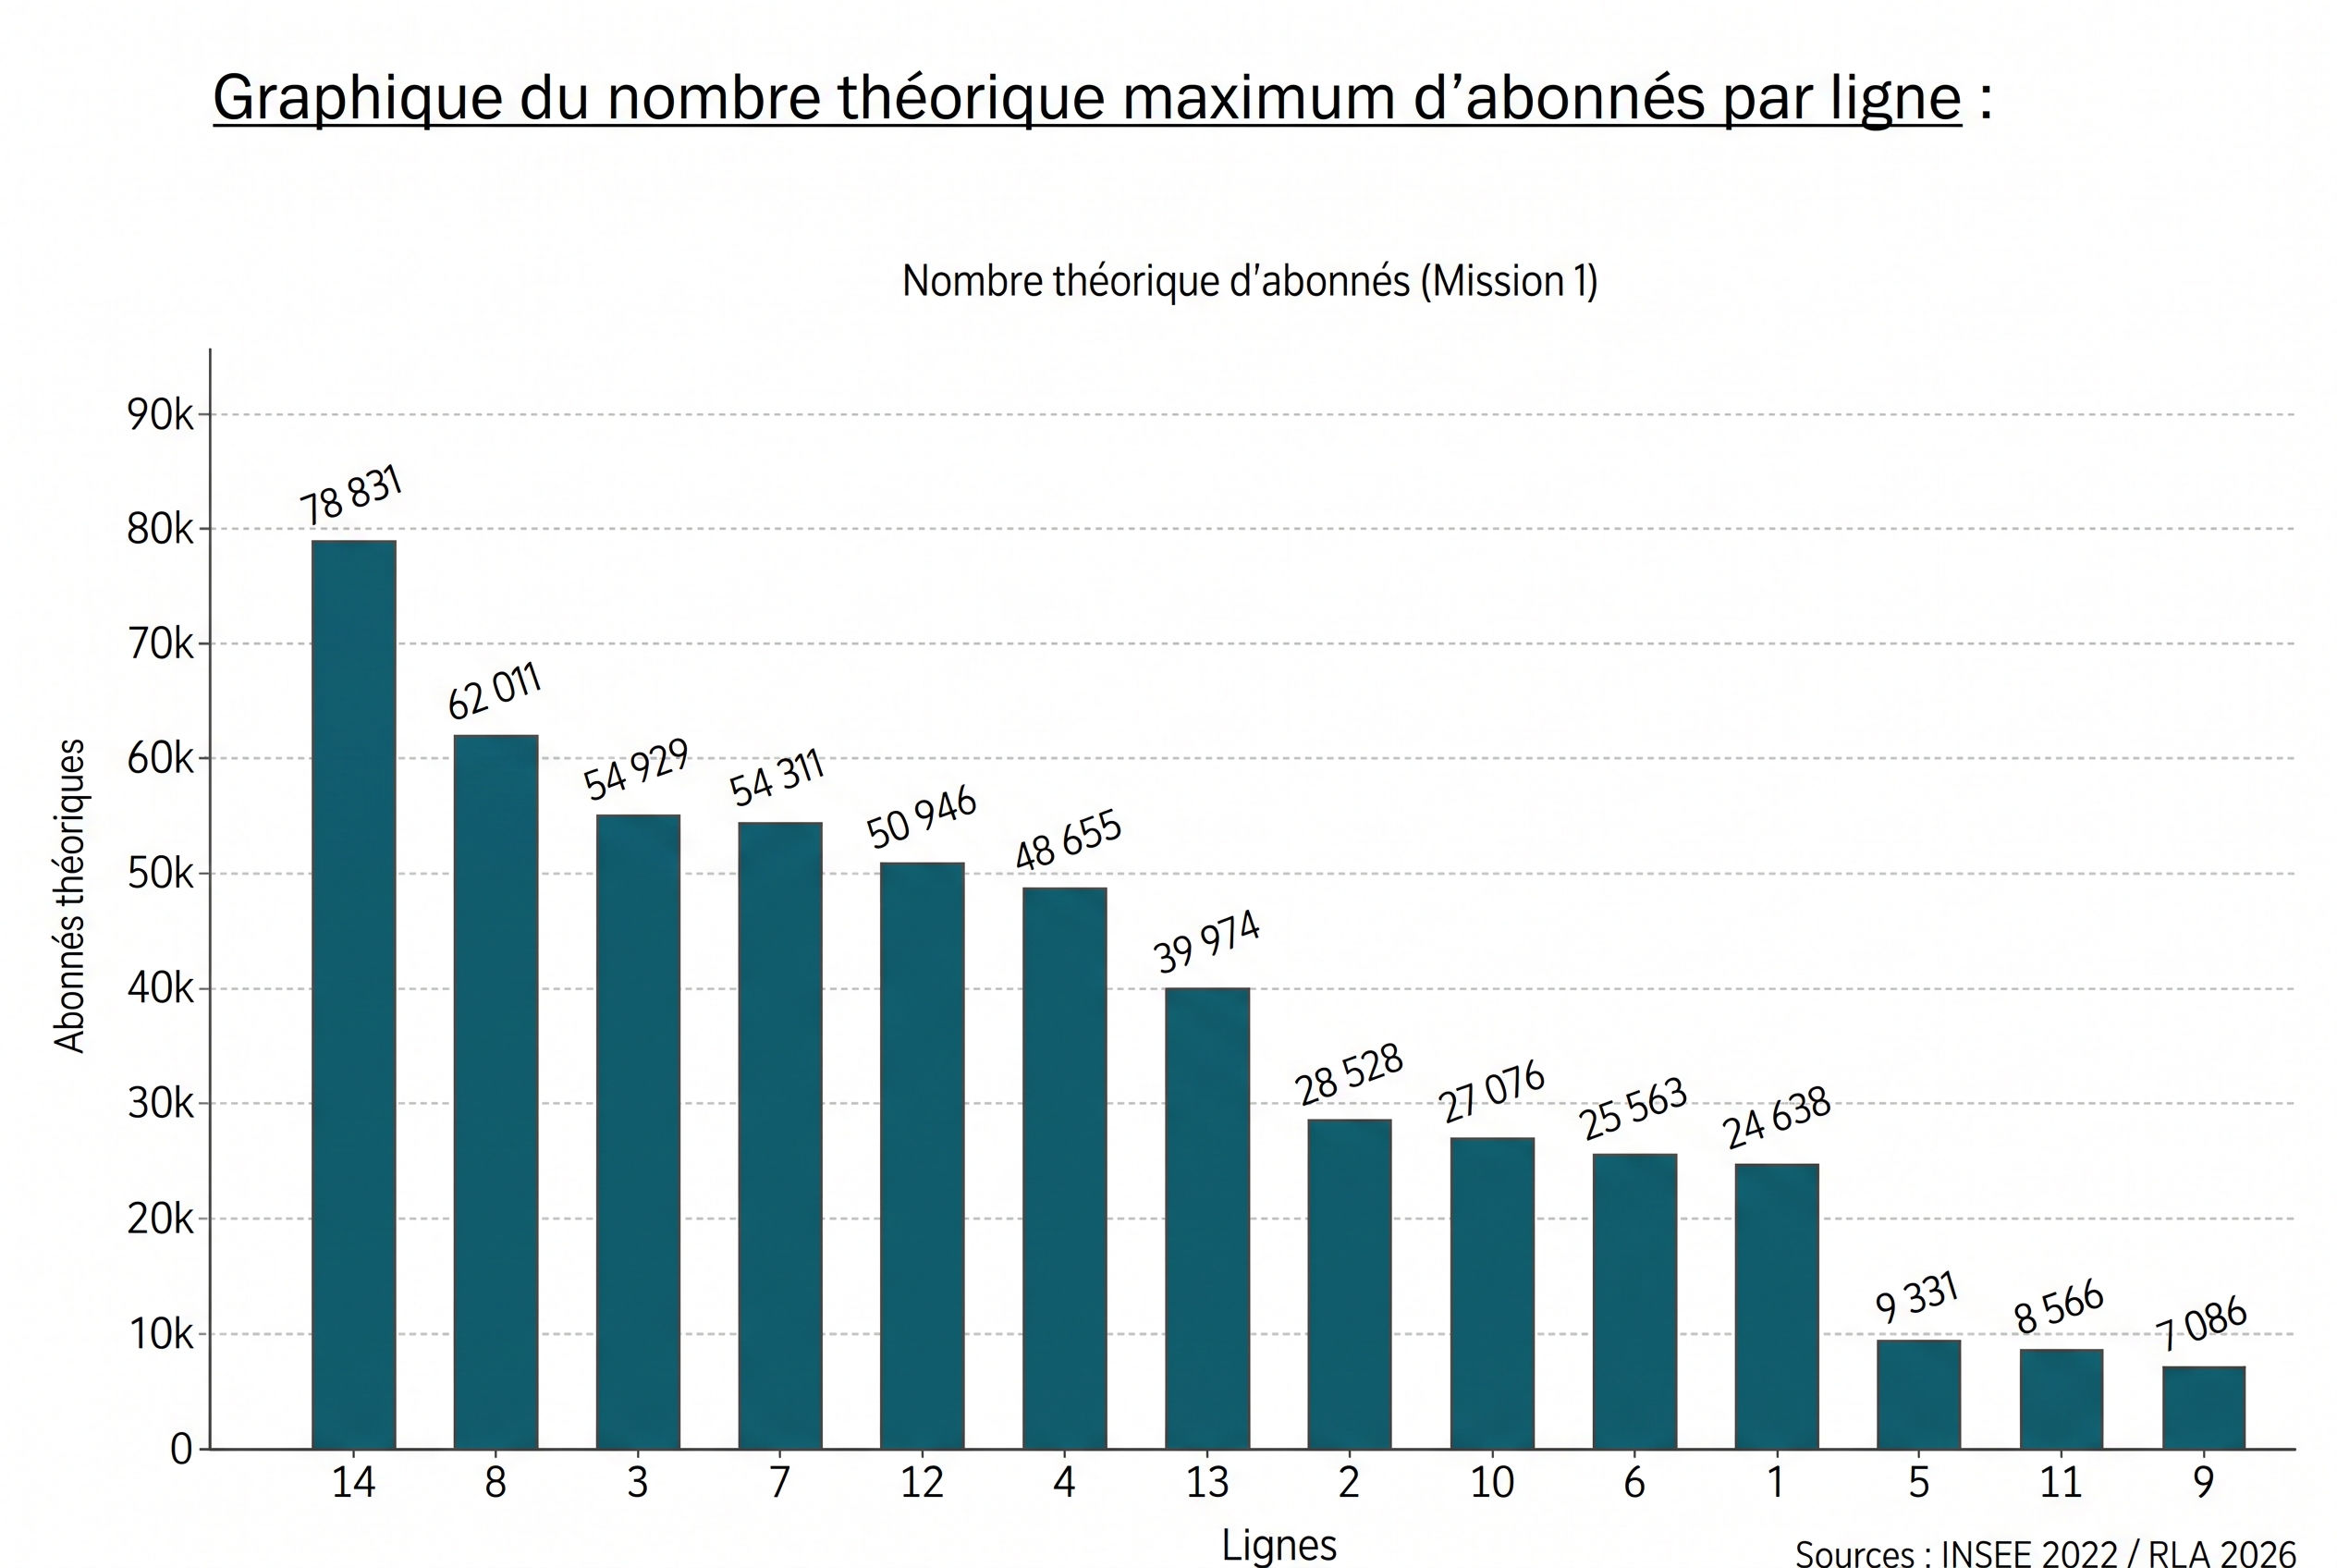 Graphique du nombre théorique maximum d’abonnés par ligne :
Nombre théorique d’abonnés (Mission 1)
Abonnés théoriques
90k
80k
70k
60k
50k
40k
30k
20k
10k
0
78 831
62 011
54 929
54 311
50 946
48 655
39 974
28 528
27 076
25 563
24 638
9 331
8 566
7 086
14 8 3 7 12 4 13 2 10 6 1 5 11 9
Lignes
Sources : INSEE 2022 / RLA 2026